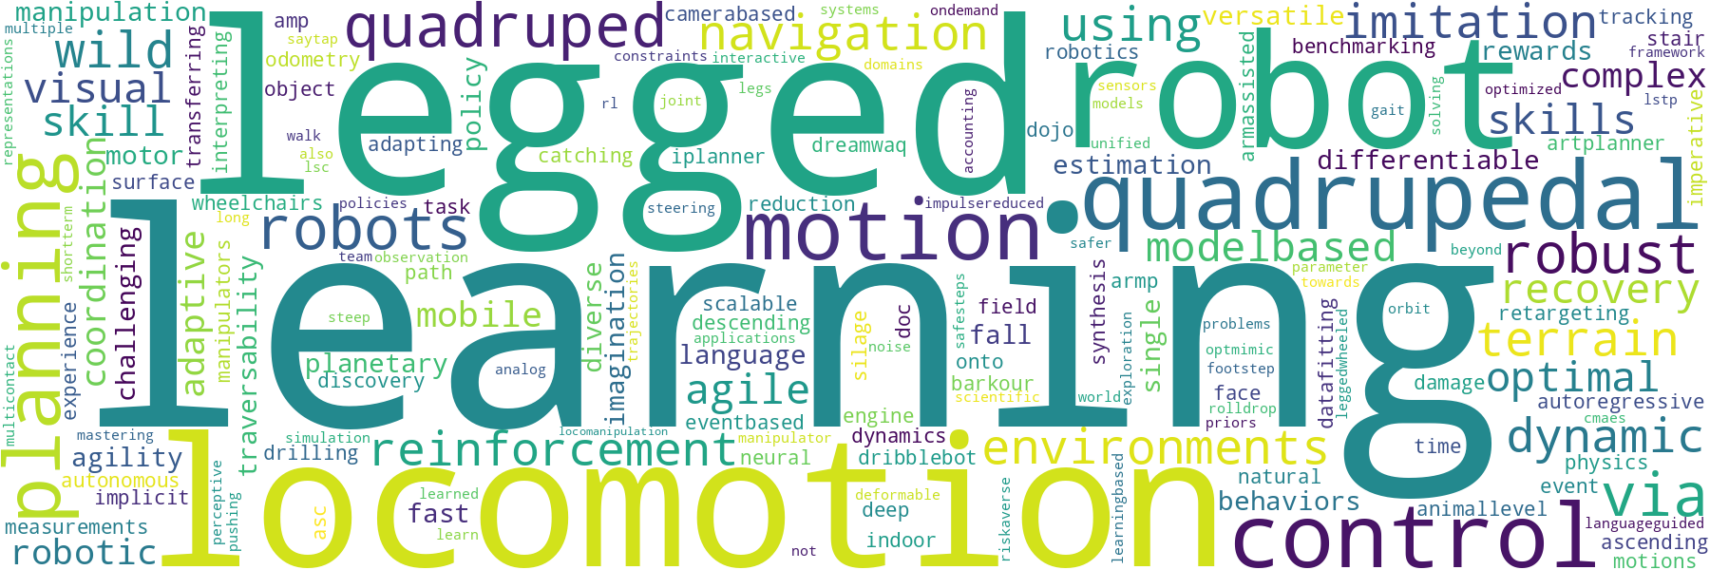 manipulation
multiple
amp
saytap
odometry
quadruped
camerabased
systems
ondemand
navigation
using
versatile
imitation
tracking
stair
framework
wild
visual
skill
representations
transferring
interpreting
object
walk
also
lsc
adapting
policy
constraints
interactive
domains
rl
joint
legs
catching
iplanner
dreamwaq
accounting
legged
robot
robotics
sensors
models
dojo
unified
estimation
armassisted
benchmarking
rewards
complex
optimized
lstp
gait
solving
skills
artplanner
imperative
differentiable
motor
surface
coordination
planning
shortterm
wheelchairs
long
policies
task
steering
reduction
impulsereduced
robots
motion
quadrupedal
team
observation
path
safer
modelbased
beyond
robust
recovery
retargeting
challenging
adaptive
manipulators
traversability
experience
multicontact
learning
steep
mobile
planetary
discovery
diverse
imagination
trajectories
analog
scalable
descending
applications
language
agile
eventbased
silage
noise
doc
field
fall
safesteps
onto
barkour
scientific
engine
synthesis
armp
exploration
single
world
parameter
towards
problems
optmimic
footstep
face
rolldrop
priors
datafitting
leggedwheeled
orbit
terrain
damage
optimal
autoregressive
cmaes
dynamic
time
physics
event
via
mastering
agility
autonomous
implicit
measurements
robotic
perceptive
pushing
drilling
simulation
locomanipulation
reinforcement
manipulator
neural
dynamics
dribblebot
environments
natural
behaviors
animallevel
locomotion
asc
learned
fast
learn
deformable
deep
indoor
not
riskaverse
learningbased
control
languageguided
ascending
motions